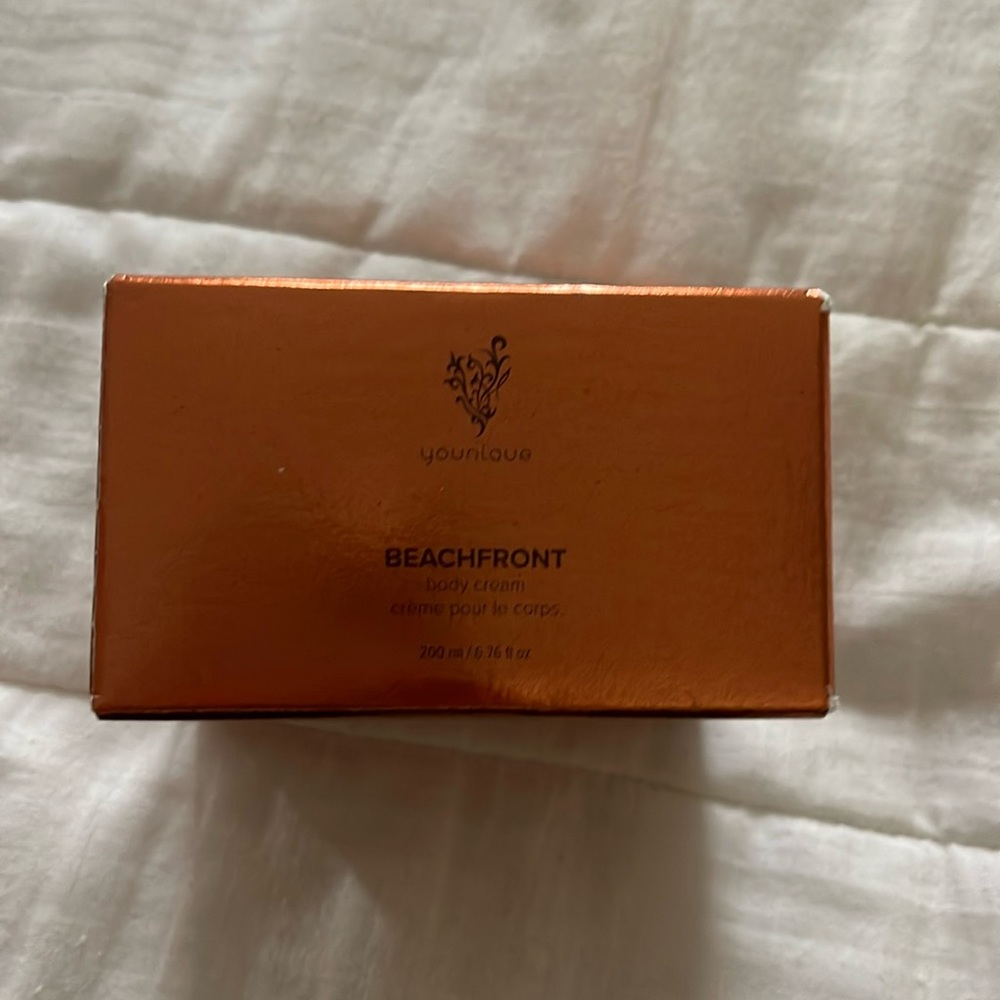 younique
BEACHFRONT
body cream
crème pour le corps
200 ml / 6.76 fl oz